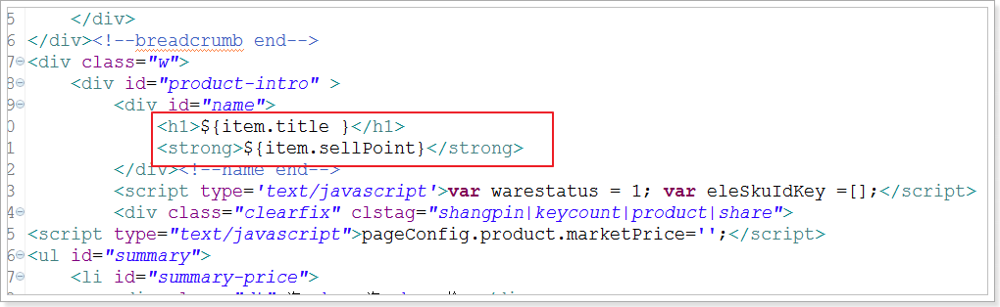 5 </div>
6 </div><!--breadcrumb end-->
7 <div class="w">
8 <div id="product-intro" >
9 <div id="name">
0 <h1>${item.title }</h1>
1 <strong>${item.sellPoint}</strong>
2 </div><!--name end-->
3 <script type='text/javascript'>var warestatus = 1; var eleSkuIdKey =[];</script>
4 <div class="clearfix" clstag="shangpin|keycount|product|share">
5 <script type="text/javascript">pageConfig.product.marketPrice='';</script>
6 <ul id="summary">
7 <li id="summary-price">